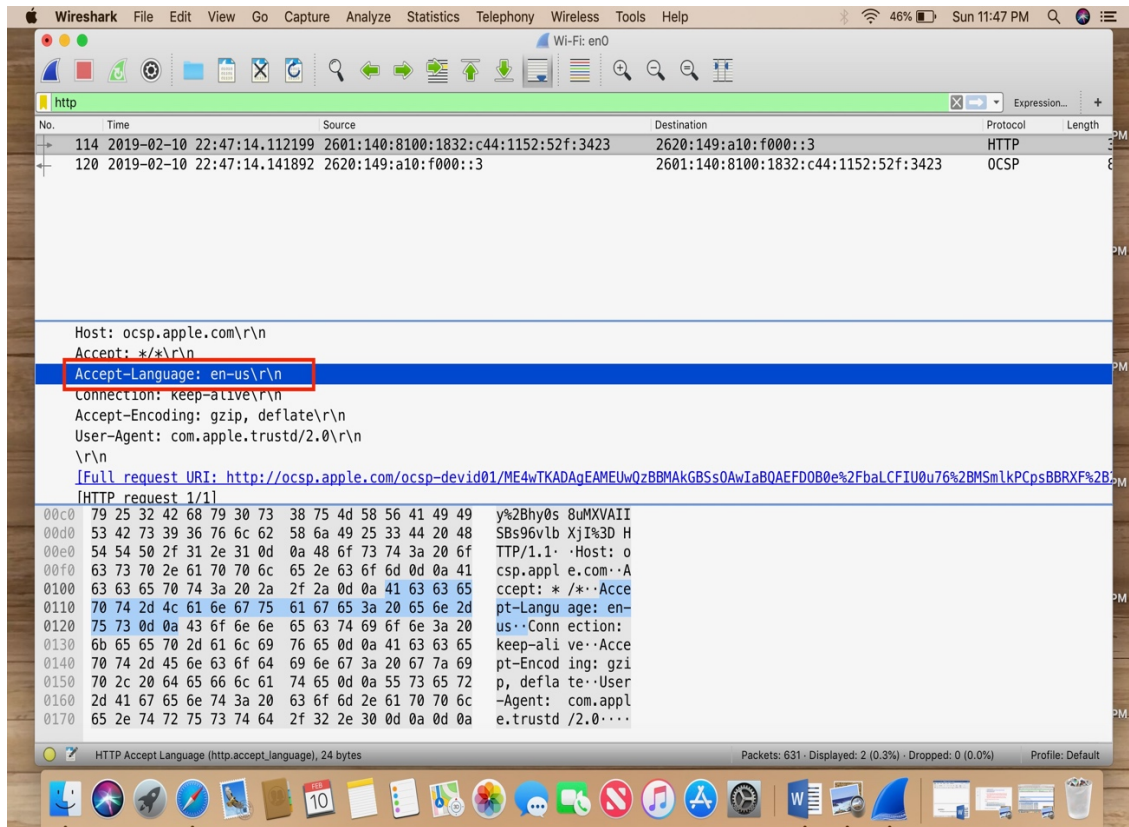 Wireshark File Edit View Go Capture Analyze Statistics Telephony Wireless Tools Help 46% Sun 11:47 PM
Wi-Fi: en0
http Expression... +
No. Time Source Destination Protocol Length
114 2019-02-10 22:47:14.112199 2601:140:8100:1832:c44:1152:52f:3423 2620:149:a10:f000::3 HTTP
120 2019-02-10 22:47:14.141892 2620:149:a10:f000::3 2601:140:8100:1832:c44:1152:52f:3423 OCSP
Host: ocsp.apple.com\r\n
Accept: */*\r\n
Accept-Language: en-us\r\n
Connection: keep-alive\r\n
Accept-Encoding: gzip, deflate\r\n
User-Agent: com.apple.trustd/2.0\r\n
\r\n
[Full request URI: http://ocsp.apple.com/ocsp-devid01/ME4wTKADAgEAMEUwQzBBMAkGBSsOAwIaBQAEFDOB0e%2FbaLCFIU0u76%2BMSmlkPCpsBBRXF%2B
[HTTP request 1/1]
00c0 79 25 32 42 68 79 30 73 38 75 4d 58 56 41 49 49 y%2Bhy0s 8uMXVAII
00d0 53 42 73 39 36 76 6c 62 58 6a 49 25 33 44 20 48 SBs96vlb XjI%3D H
00e0 54 54 50 2f 31 2e 31 0d 0a 48 6f 73 74 3a 20 6f TTP/1.1· ·Host: o
00f0 63 73 70 2e 61 70 70 6c 65 2e 63 6f 6d 0d 0a 41 csp.appl e.com··A
0100 63 63 65 70 74 3a 20 2a 2f 2a 0d 0a 41 63 63 65 ccept: * /*··Acce
0110 70 74 2d 4c 61 6e 67 75 61 67 65 3a 20 65 6e 2d pt-Langu age: en-
0120 75 73 0d 0a 43 6f 6e 6e 65 63 74 69 6f 6e 3a 20 us··Conn ection:
0130 6b 65 65 70 2d 61 6c 69 76 65 0d 0a 41 63 63 65 keep-ali ve··Acce
0140 70 74 2d 45 6e 63 6f 64 69 6e 67 3a 20 67 7a 69 pt-Encod ing: gzi
0150 70 2c 20 64 65 66 6c 61 74 65 0d 0a 55 73 65 72 p, defla te··User
0160 2d 41 67 65 6e 74 3a 20 63 6f 6d 2e 61 70 70 6c -Agent: com.appl
0170 65 2e 74 72 75 73 74 64 2f 32 2e 30 0d 0a 0d 0a e.trustd /2.0····
HTTP Accept Language (http.accept_language), 24 bytes Packets: 631 · Displayed: 2 (0.3%) · Dropped: 0 (0.0%) Profile: Default
FEB
10